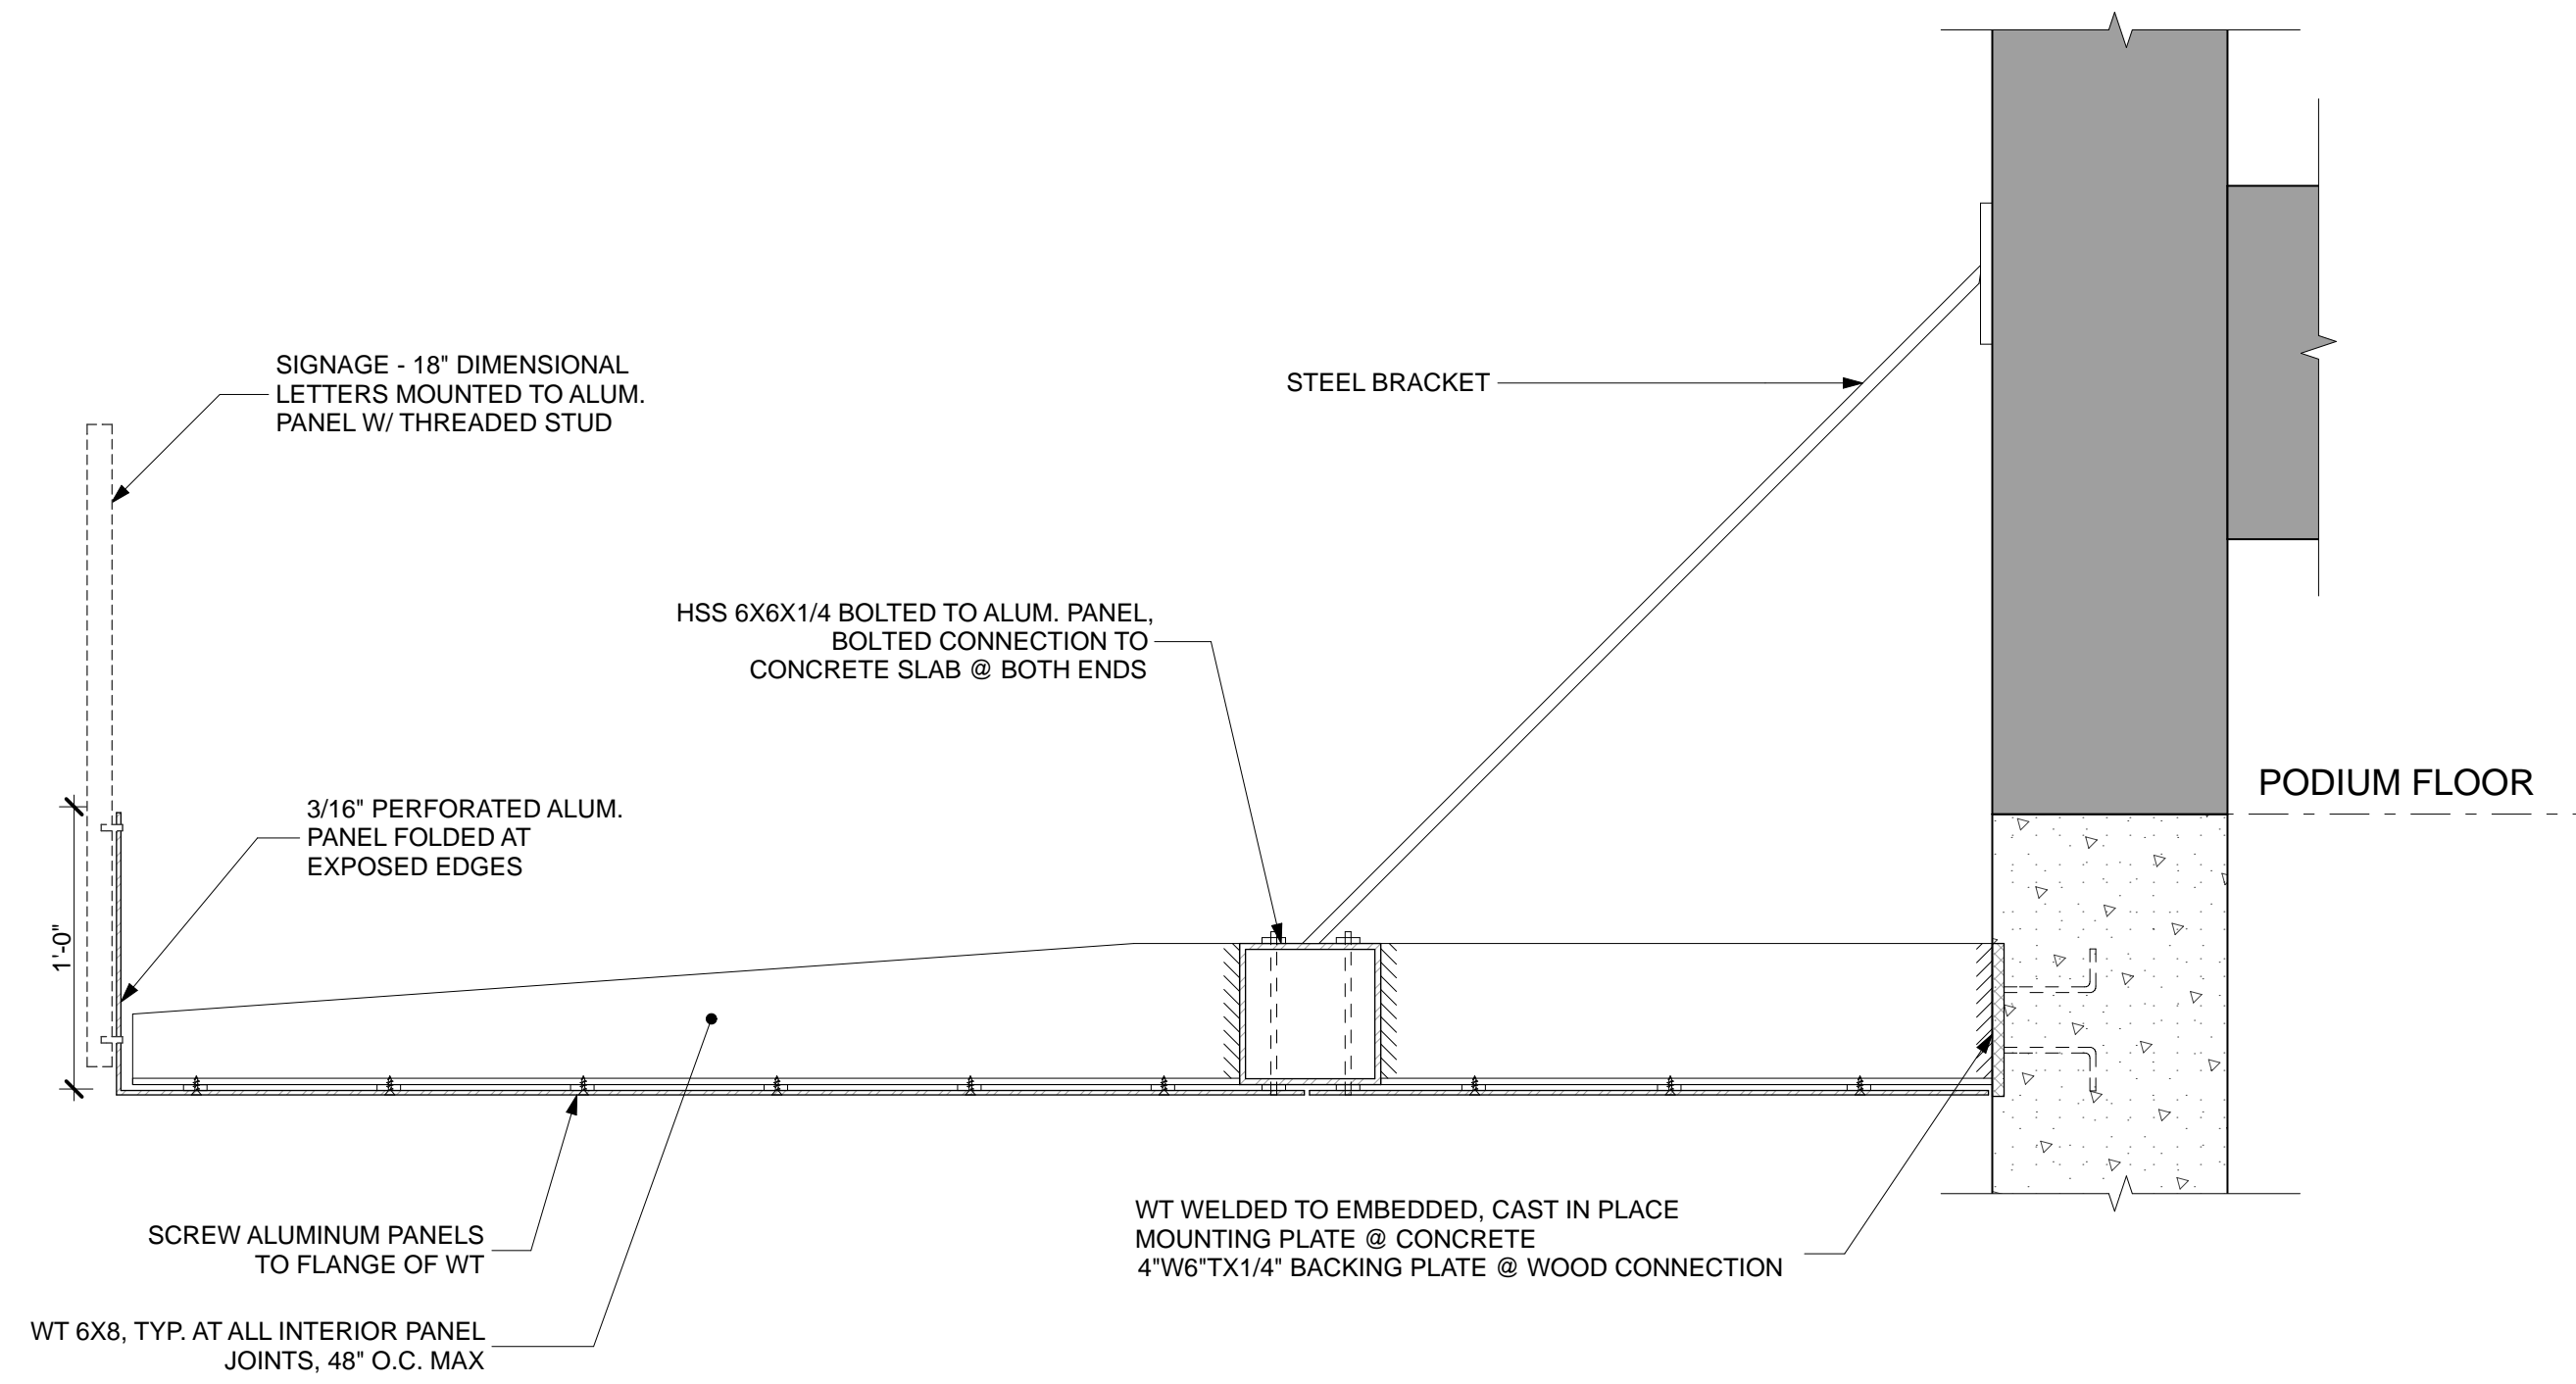 SIGNAGE - 18" DIMENSIONAL
LETTERS MOUNTED TO ALUM.
PANEL W/ THREADED STUD
STEEL BRACKET
HSS 6X6X1/4 BOLTED TO ALUM. PANEL,
BOLTED CONNECTION TO
CONCRETE SLAB @ BOTH ENDS
PODIUM FLOOR
3/16" PERFORATED ALUM.
PANEL FOLDED AT
EXPOSED EDGES
1'-0"
WT WELDED TO EMBEDDED, CAST IN PLACE
MOUNTING PLATE @ CONCRETE
4"W6"TX1/4" BACKING PLATE @ WOOD CONNECTION
SCREW ALUMINUM PANELS
TO FLANGE OF WT
WT 6X8, TYP. AT ALL INTERIOR PANEL
JOINTS, 48" O.C. MAX